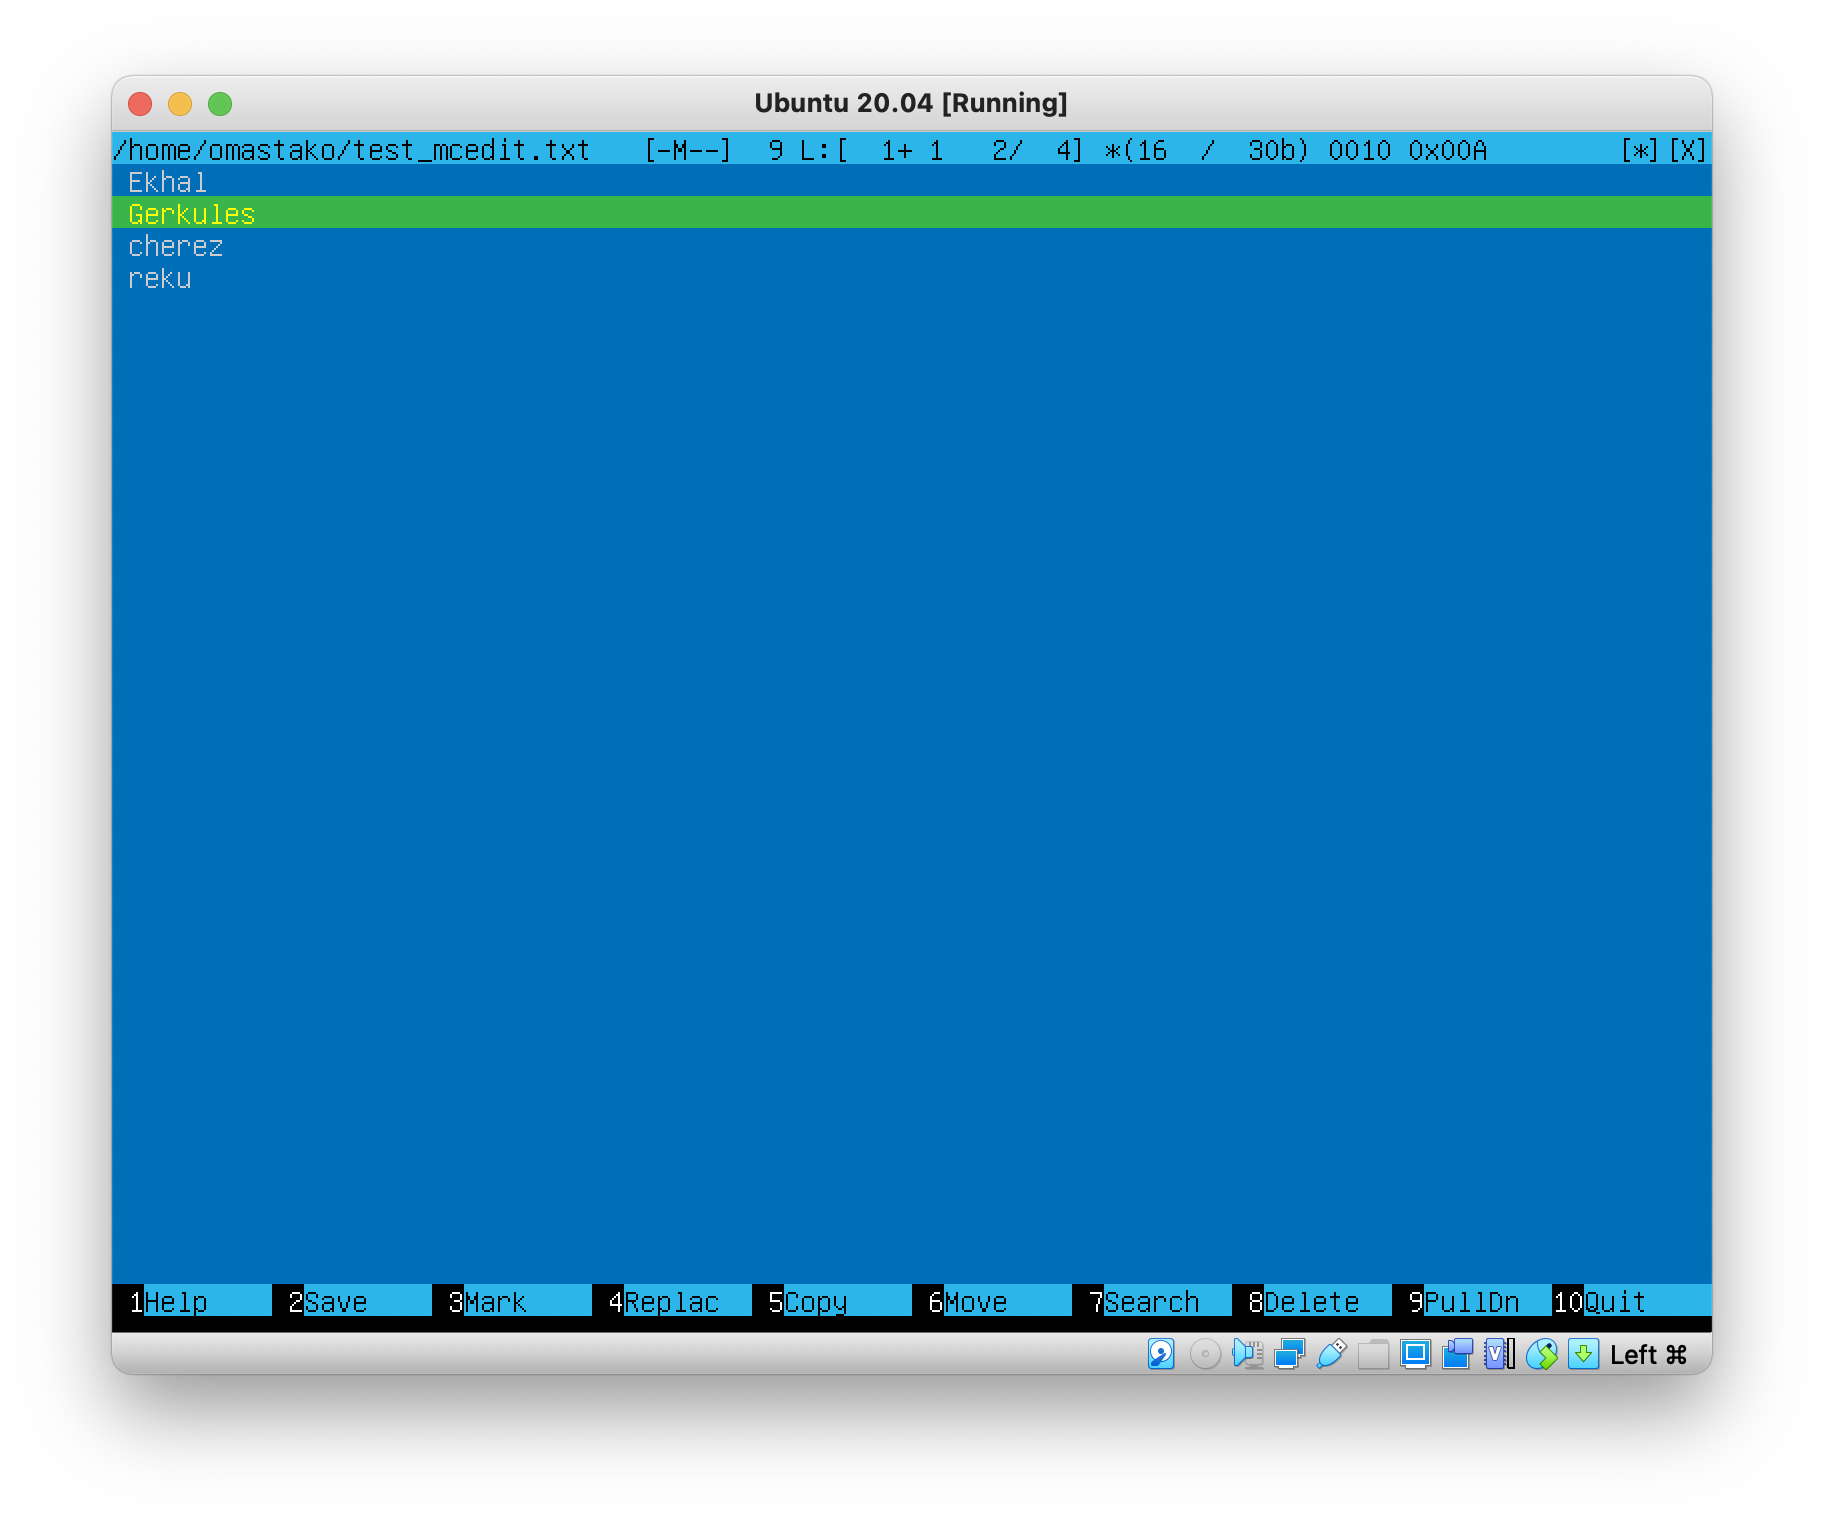 Ubuntu 20.04 [Running]
/home/omastako/test_mcedit.txt [-M--] 9 L:[ 1+ 1 2/ 4] *(16 / 30b) 0010 0x00A [*][X]
Ekhal
Gerkules
cherez
reku
1Help 2Save 3Mark 4Replac 5Copy 6Move 7Search 8Delete 9PullDn 10Quit
Left ⌘